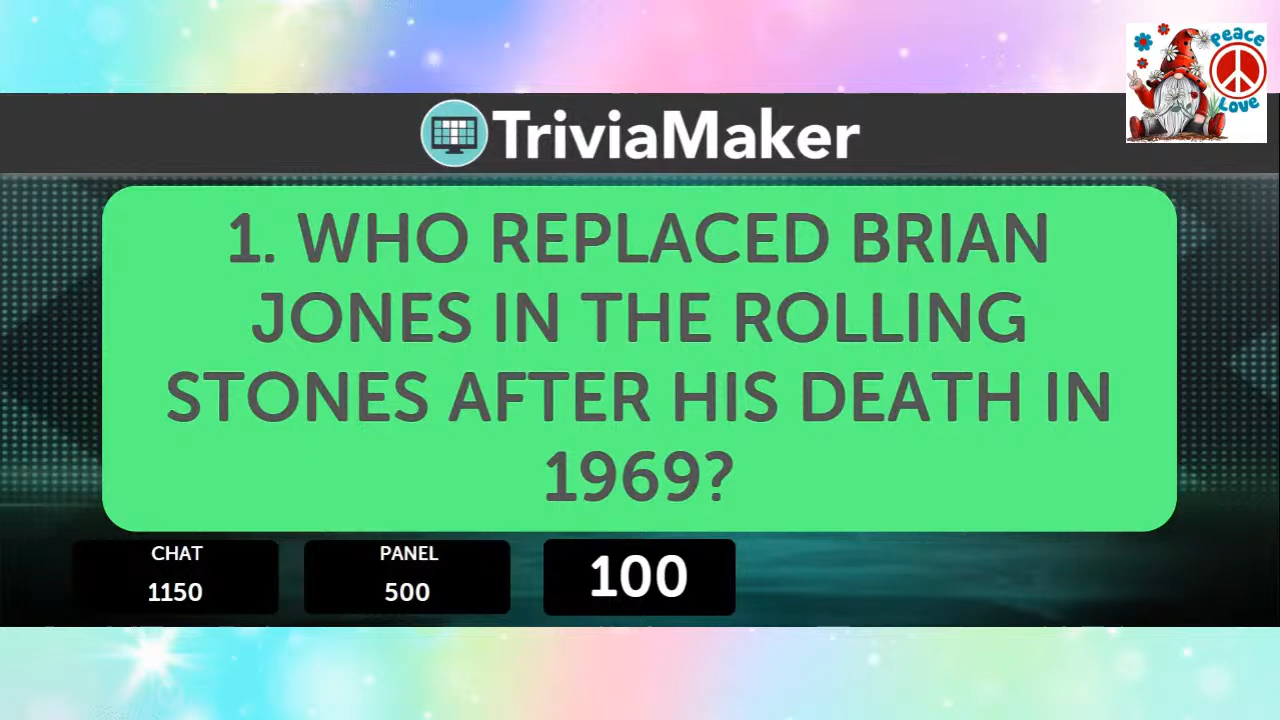 Peace
Love
TriviaMaker
1. WHO REPLACED BRIAN
JONES IN THE ROLLING
STONES AFTER HIS DEATH IN
1969?
CHAT
1150
PANEL
500
100